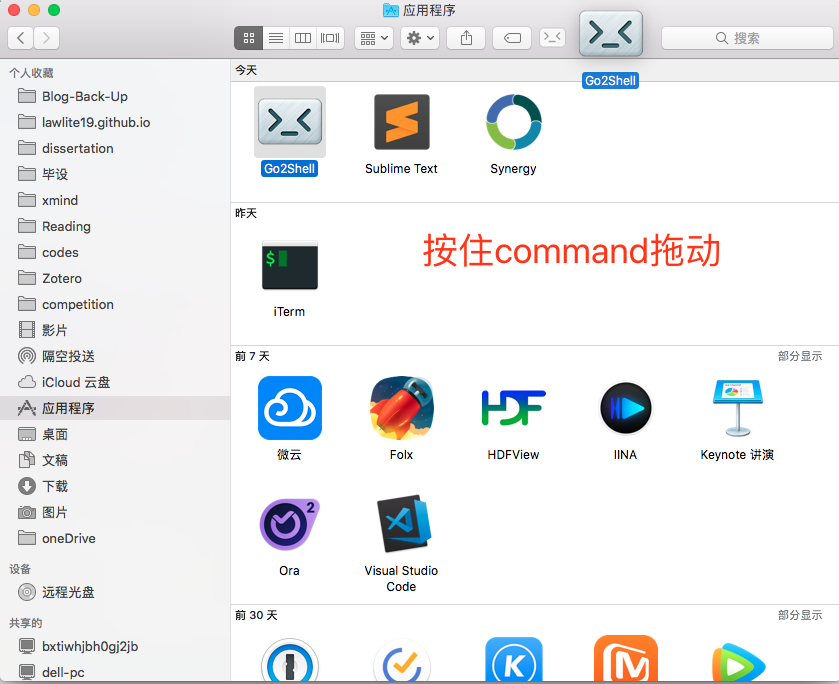 应用程序
搜索
Go2Shell
个人收藏
Blog-Back-Up
lawlite19.github.io
dissertation
毕设
xmind
Reading
codes
Zotero
competition
影片
隔空投送
iCloud 云盘
应用程序
桌面
文稿
下载
图片
oneDrive
设备
远程光盘
共享的
bxtiwhjbh0gj2jb
dell-pc
今天
Go2Shell
Sublime Text
Synergy
昨天
按住command拖动
$
iTerm
前 7 天
部分显示
HDF
微云
Folx
HDFView
IINA
Keynote 讲演
2
Ora
Visual Studio
Code
前 30 天
部分显示
K